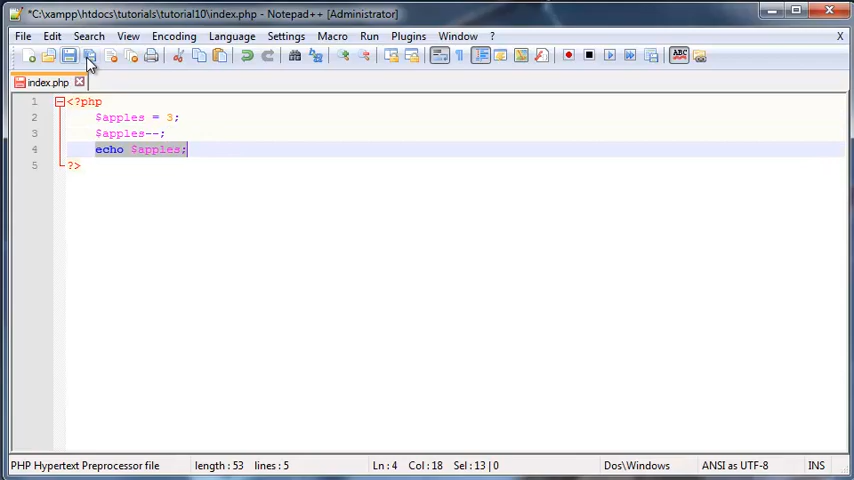 *C:\xampp\htdocs\tutorials\tutorial10\index.php - Notepad++ [Administrator]
File Edit Search View Encoding Language Settings Macro Run Plugins Window ? X
ABC
index.php
1 <?php
2 $apples = 3;
3 $apples--;
4 echo $apples;
5 ?>
PHP Hypertext Preprocessor file length : 53 lines : 5 Ln : 4 Col : 18 Sel : 13 | 0 Dos\Windows ANSI as UTF-8 INS